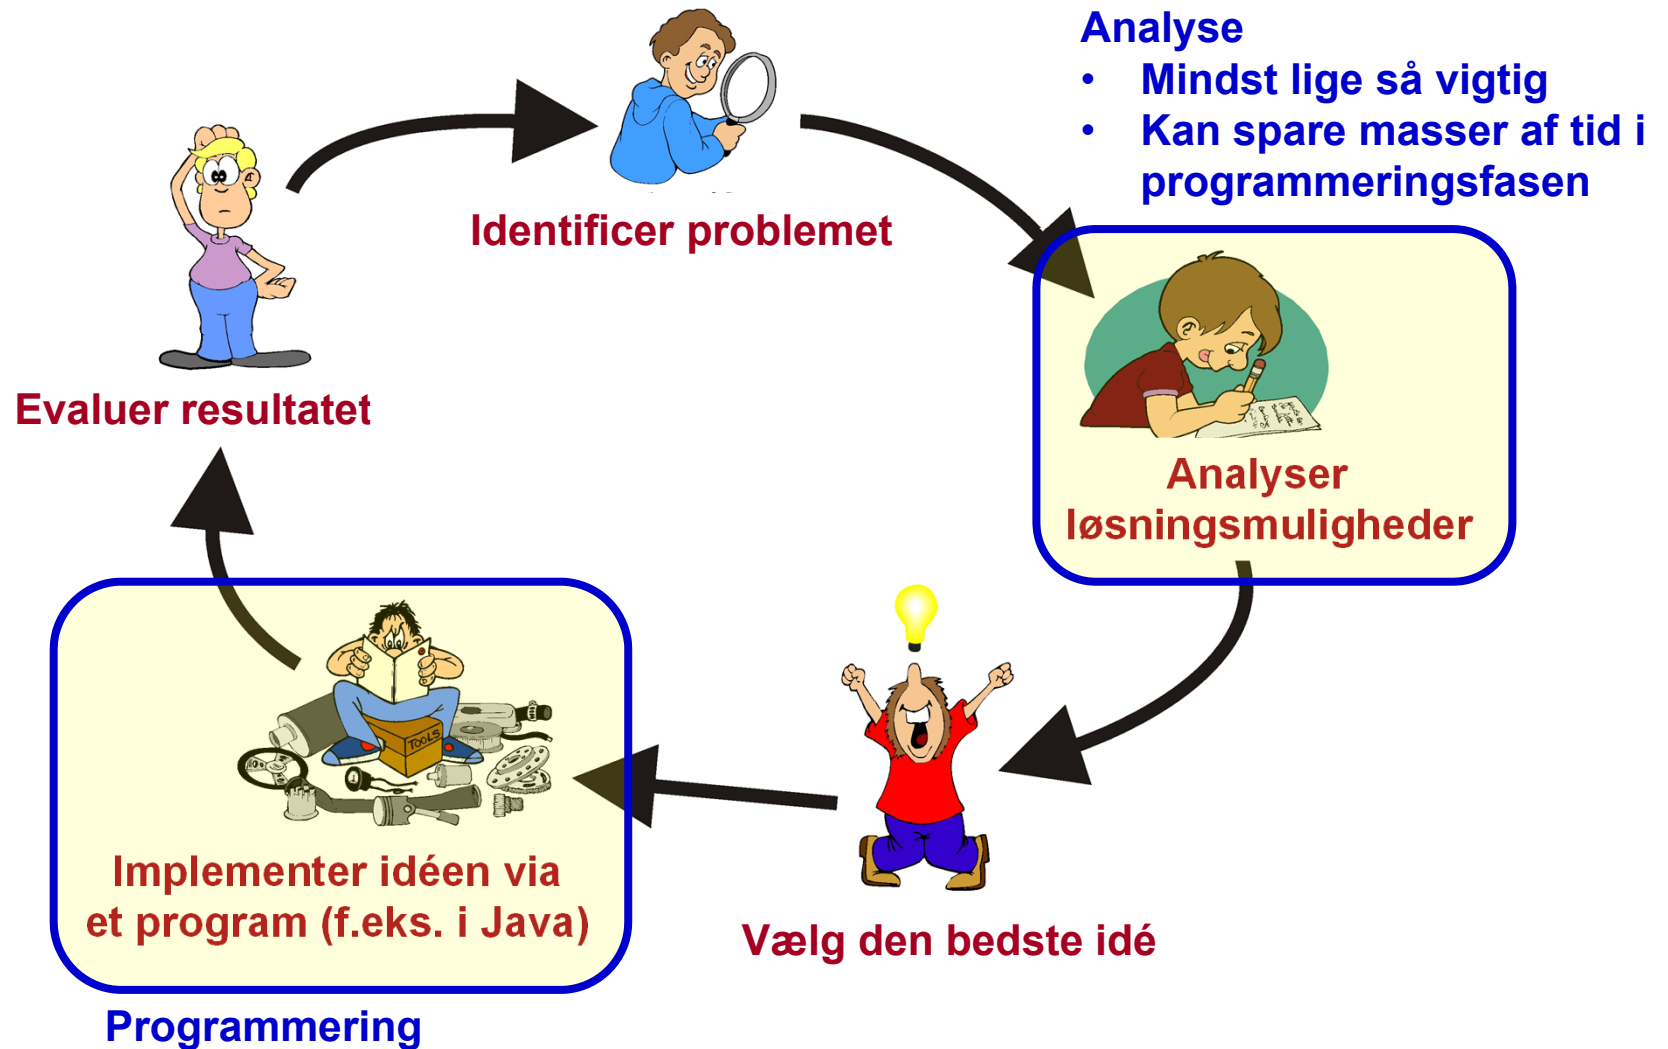 Analyse
• Mindst lige så vigtig
• Kan spare masser af tid i
programmeringsfasen
Identificer problemet
Evaluer resultatet
Analyser
løsningsmuligheder
TOOLS
Implementer idéen via
et program (f.eks. i Java)
Vælg den bedste idé
Programmering